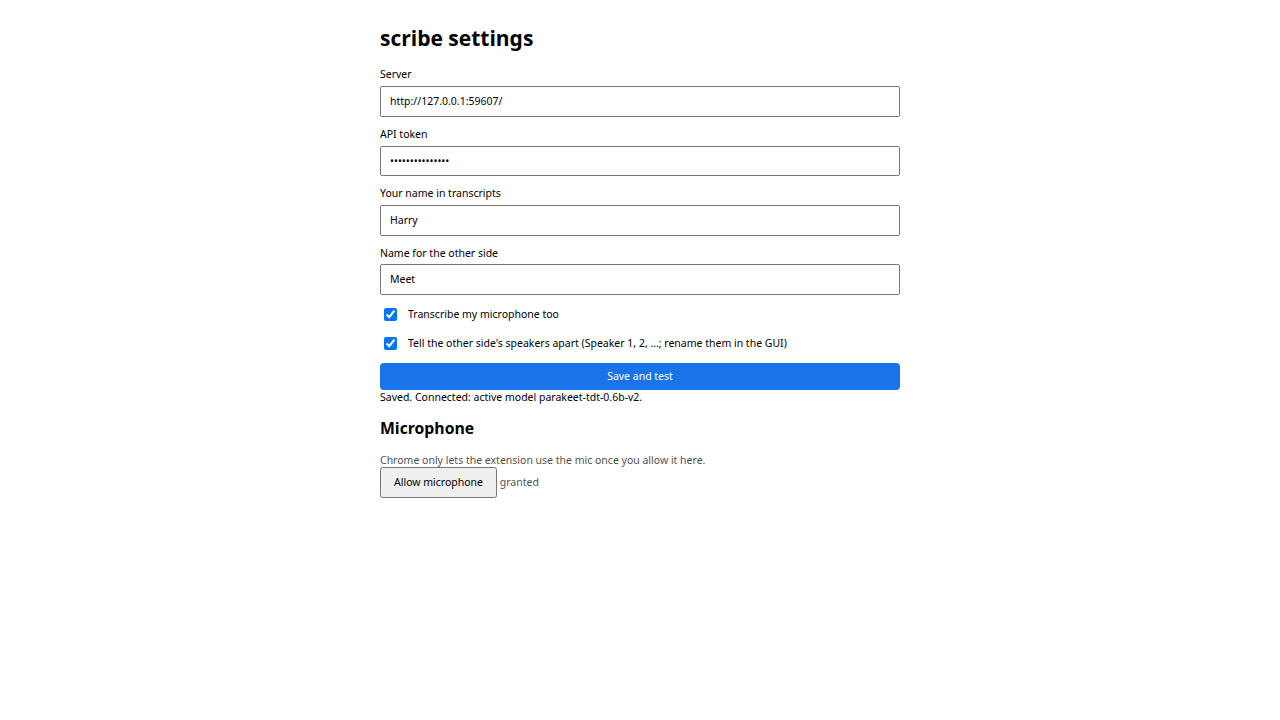 scribe settings
Server
http://127.0.0.1:59607/
API token
•••••••••••••••
Your name in transcripts
Harry
Name for the other side
Meet
Transcribe my microphone too
Tell the other side's speakers apart (Speaker 1, 2, ...; rename them in the GUI)
Save and test
Saved. Connected: active model parakeet-tdt-0.6b-v2.
Microphone
Chrome only lets the extension use the mic once you allow it here.
Allow microphone granted